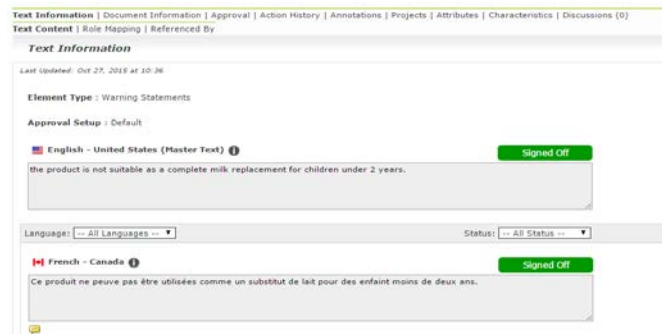 Text Information | Document Information | Approval | Action History | Annotations | Projects | Attributes | Characteristics | Discussions (0)
Text Content | Role Mapping | Referenced By
Text Information
Last Updated: Oct 27, 2015 at 10:36
Element Type : Warning Statements
Approval Setup : Default
English - United States (Master Text)
Signed Off
the product is not suitable as a complete milk replacement for children under 2 years.
Language: -- All Languages --
Status: -- All Status --
French - Canada
Signed Off
Ce produit ne peuve pas être utilisées comme un substitut de lait pour des enfaint moins de deux ans.